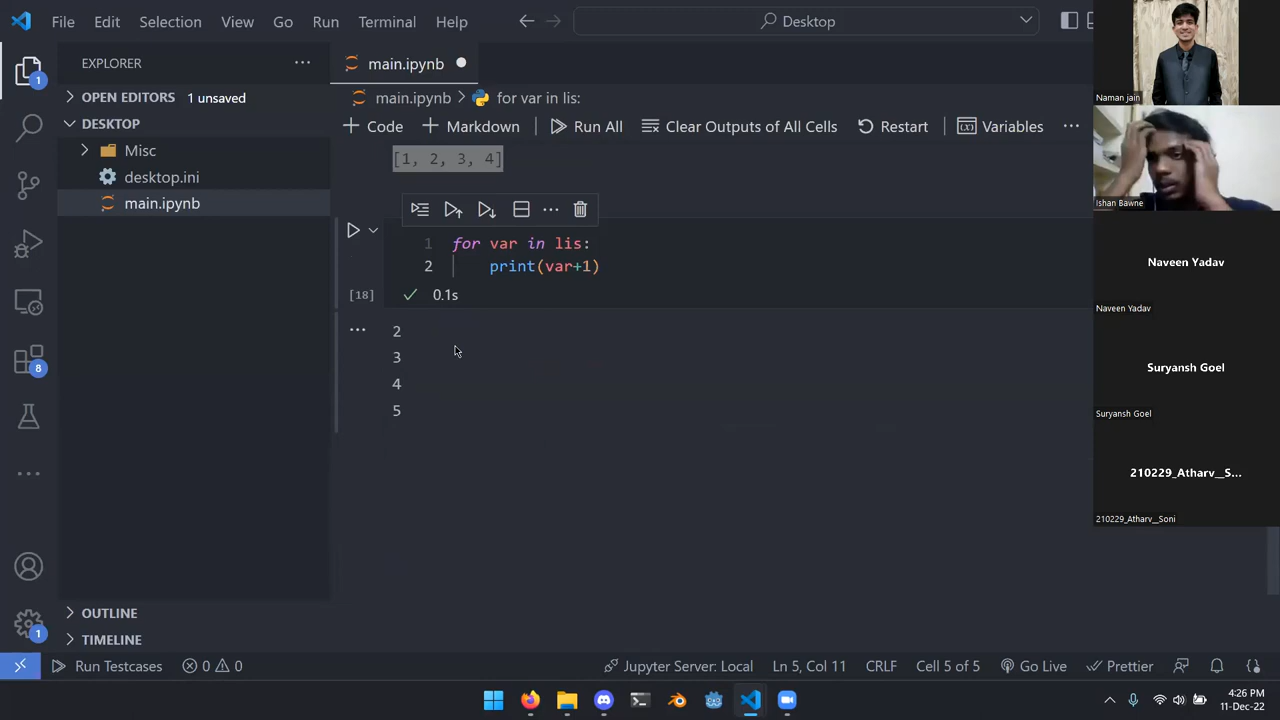 File Edit Selection View Go Run Terminal Help
Desktop
EXPLORER
main.ipynb
Naman jain
OPEN EDITORS 1 unsaved
main.ipynb > for var in lis:
DESKTOP
+ Code + Markdown Run All Clear Outputs of All Cells Restart Variables ...
1
Misc
[1, 2, 3, 4]
desktop.ini
main.ipynb
Ishan Bawne
1 for var in lis:
2 print(var+1)
[18] 0.1s
Naveen Yadav
Naveen Yadav
2
3
4
5
8
Suryansh Goel
Suryansh Goel
210229_Atharv__S...
210229_Atharv__Soni
OUTLINE
1
TIMELINE
Run Testcases 0 0 Jupyter Server: Local Ln 5, Col 11 CRLF Cell 5 of 5 Go Live Prettier
4:26 PM
11-Dec-22